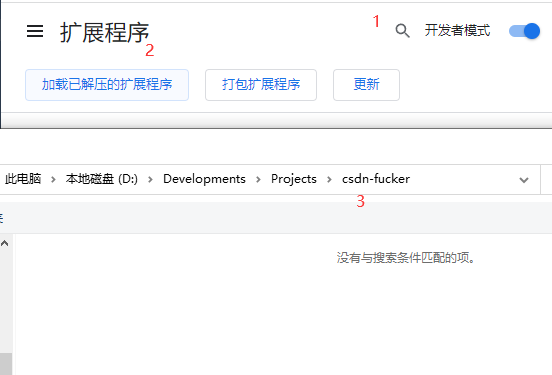 1
扩展程序
开发者模式
2
加载已解压的扩展程序
打包扩展程序
更新
此电脑 > 本地磁盘 (D:) > Developments > Projects > csdn-fucker
3
没有与搜索条件匹配的项。